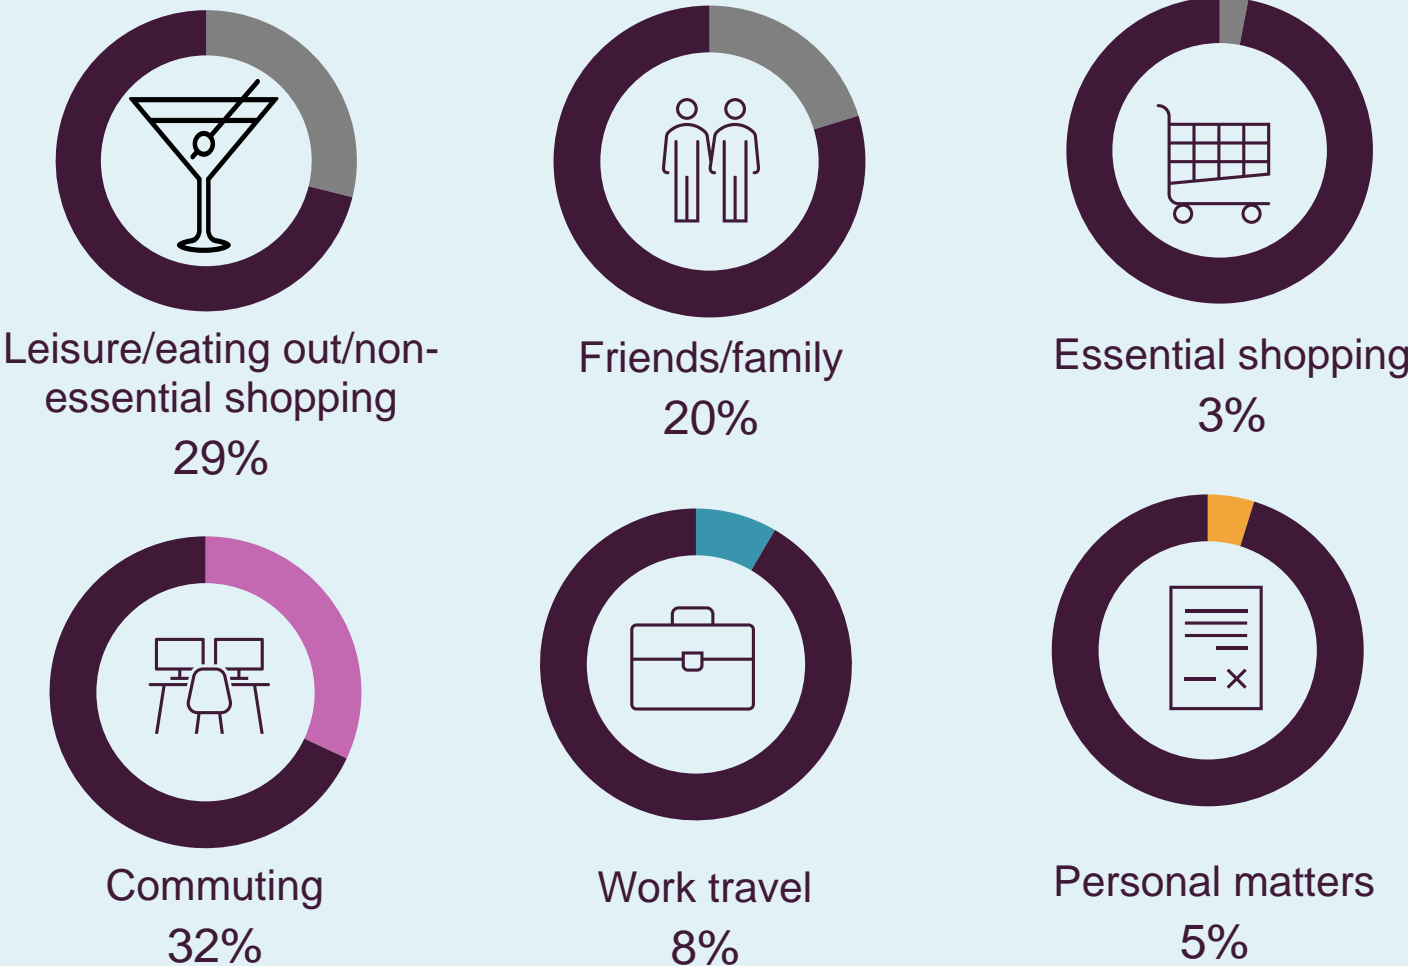 Leisure/eating out/non-
essential shopping
29%
Friends/family
20%
Essential shopping
3%
Commuting
32%
Work travel
8%
Personal matters
5%